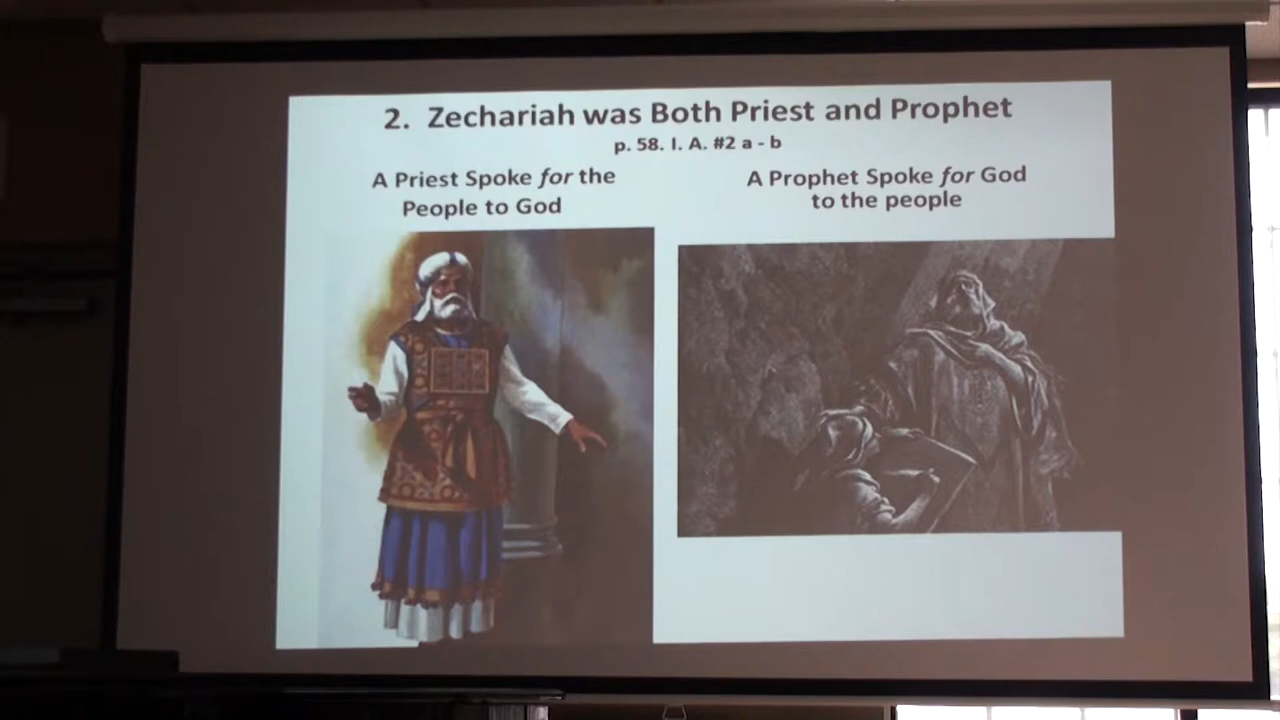 2. Zechariah was Both Priest and Prophet
p. 58. I. A. #2 a - b
A Priest Spoke for the
People to God
A Prophet Spoke for God
to the people